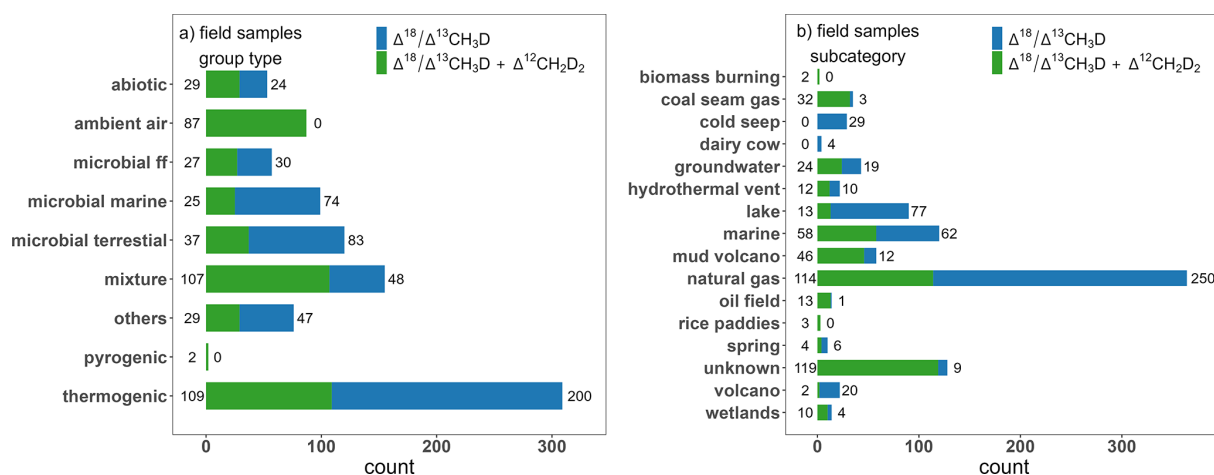 a) field samples
group type
Δ¹⁸/Δ¹³CH₃D
Δ¹⁸/Δ¹³CH₃D + Δ¹²CH₂D₂
abiotic 29 24
ambient air 87 0
microbial ff 27 30
microbial marine 25 74
microbial terrestial 37 83
mixture 107 48
others 29 47
pyrogenic 2 0
thermogenic 109 200
0 100 200 300
count
b) field samples
subcategory
Δ¹⁸/Δ¹³CH₃D
Δ¹⁸/Δ¹³CH₃D + Δ¹²CH₂D₂
biomass burning 2 0
coal seam gas 32 3
cold seep 0 29
dairy cow 0 4
groundwater 24 19
hydrothermal vent 12 10
lake 13 77
marine 58 62
mud volcano 46 12
natural gas 114 250
oil field 13 1
rice paddies 3 0
spring 4 6
unknown 119 9
volcano 2 20
wetlands 10 4
0 100 200 300
count